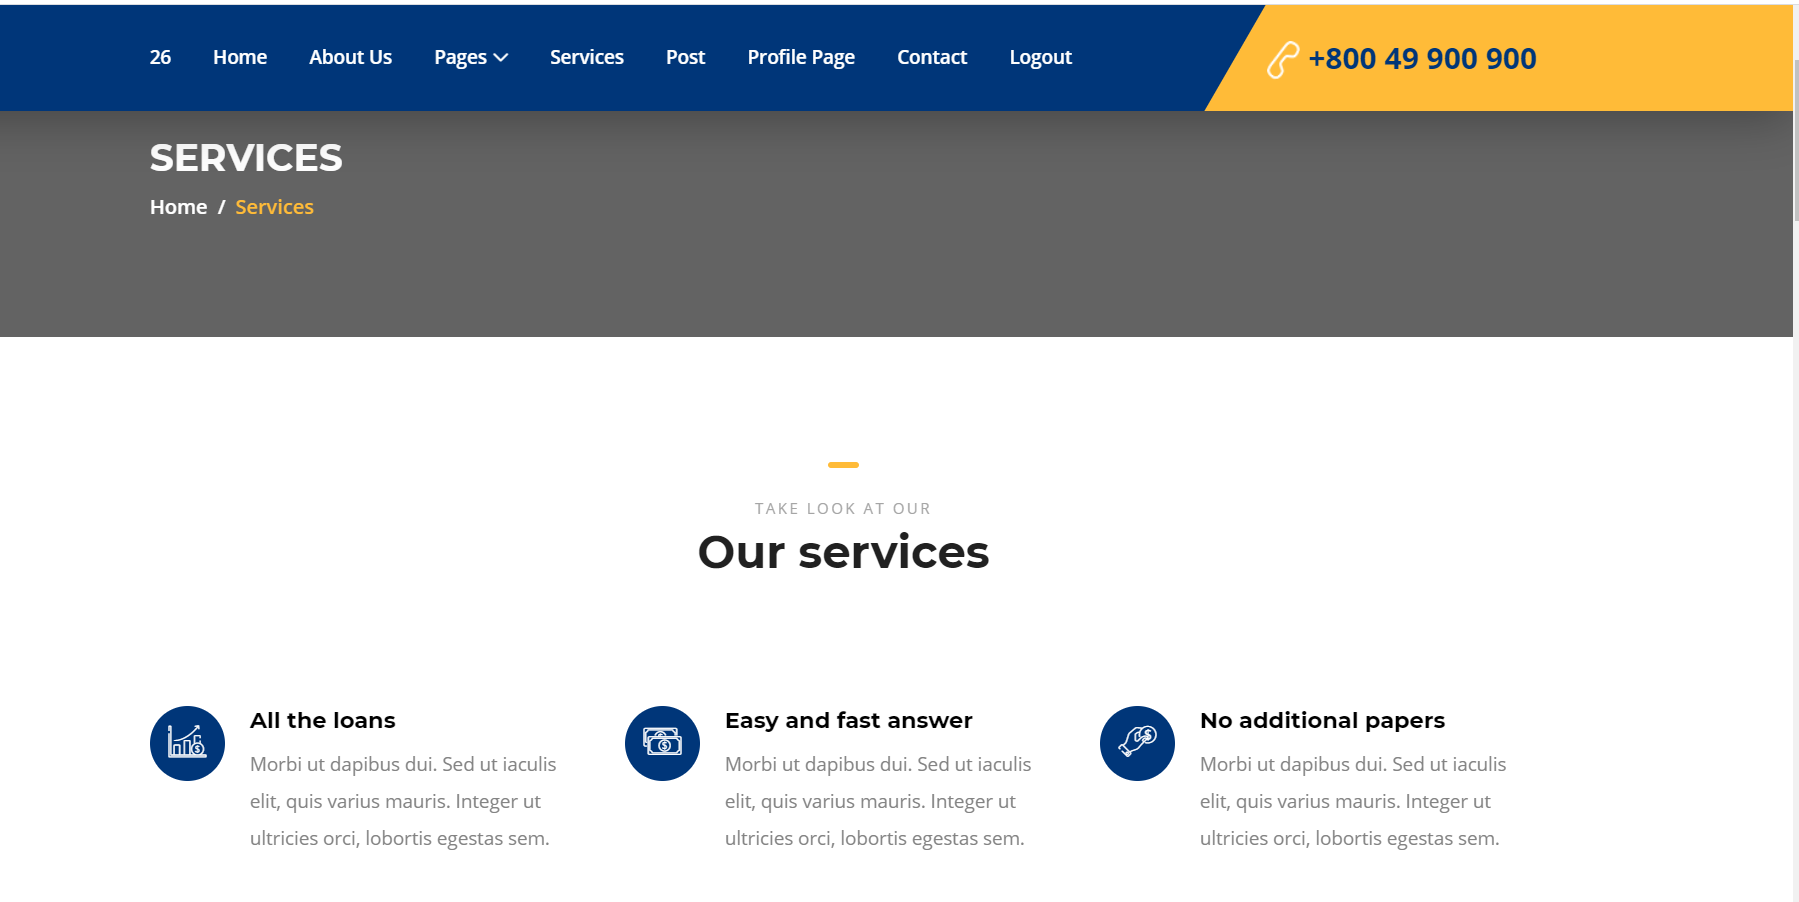 26 Home About Us Pages Services Post Profile Page Contact Logout +800 49 900 900
SERVICES
Home / Services
TAKE LOOK AT OUR
Our services
All the loans
Morbi ut dapibus dui. Sed ut iaculis
elit, quis varius mauris. Integer ut
ultricies orci, lobortis egestas sem.
Easy and fast answer
Morbi ut dapibus dui. Sed ut iaculis
elit, quis varius mauris. Integer ut
ultricies orci, lobortis egestas sem.
No additional papers
Morbi ut dapibus dui. Sed ut iaculis
elit, quis varius mauris. Integer ut
ultricies orci, lobortis egestas sem.